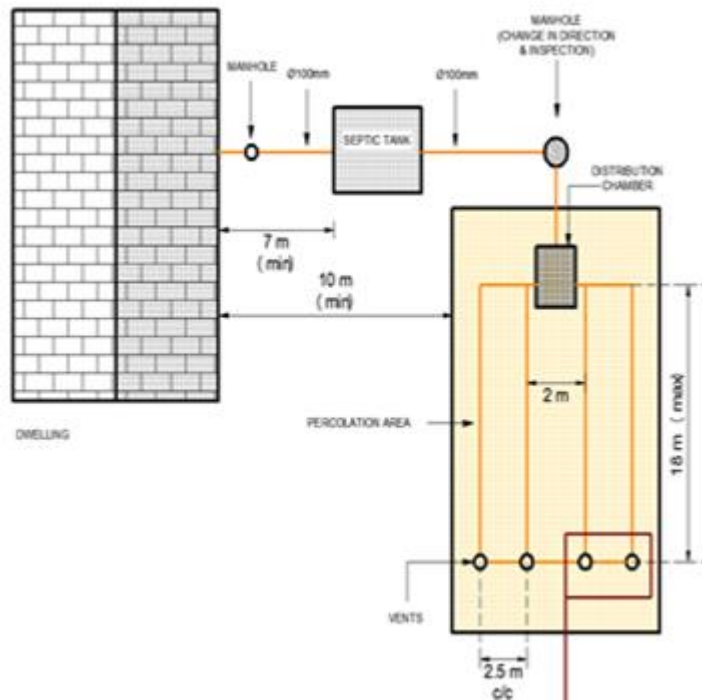 MANHOLE
(CHANGE IN DIRECTION
& INSPECTION)
MANHOLE
Ø100mm
Ø100mm
SEPTIC TANK
DISTRIBUTION
CHAMBER
7 m
(min)
10 m
(min)
2 m
18 m (max)
DWELLING
PERCOLATION AREA
VENTS
2.5 m
c/c